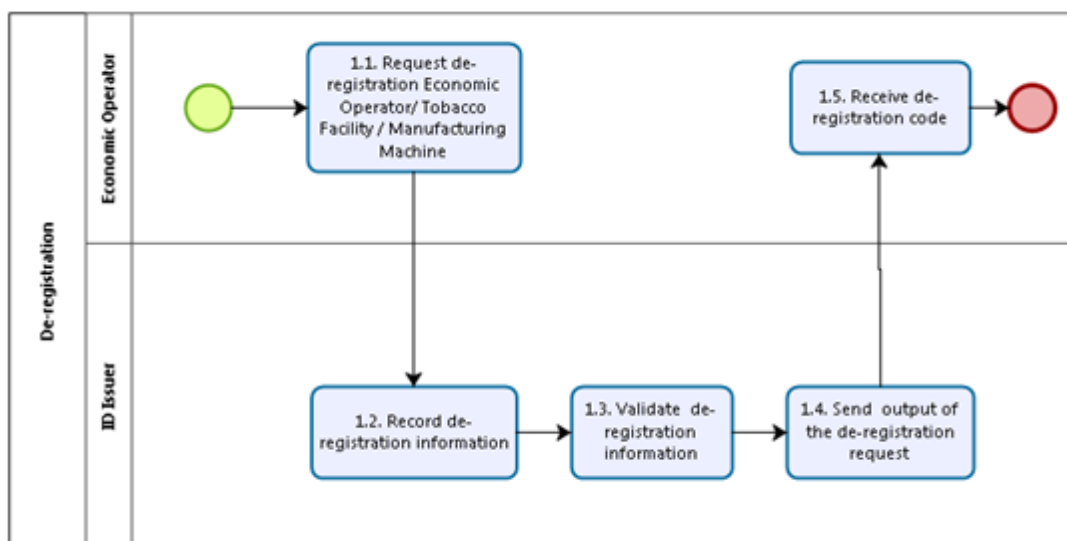 De-registration
Economic Operator
1.1. Request de-
registration Economic
Operator/ Tobacco
Facility / Manufacturing
Machine
1.5. Receive de-
registration code
ID Issuer
1.2. Record de-
registration information
1.3. Validate de-
registration
information
1.4. Send output of
the de-registration
request